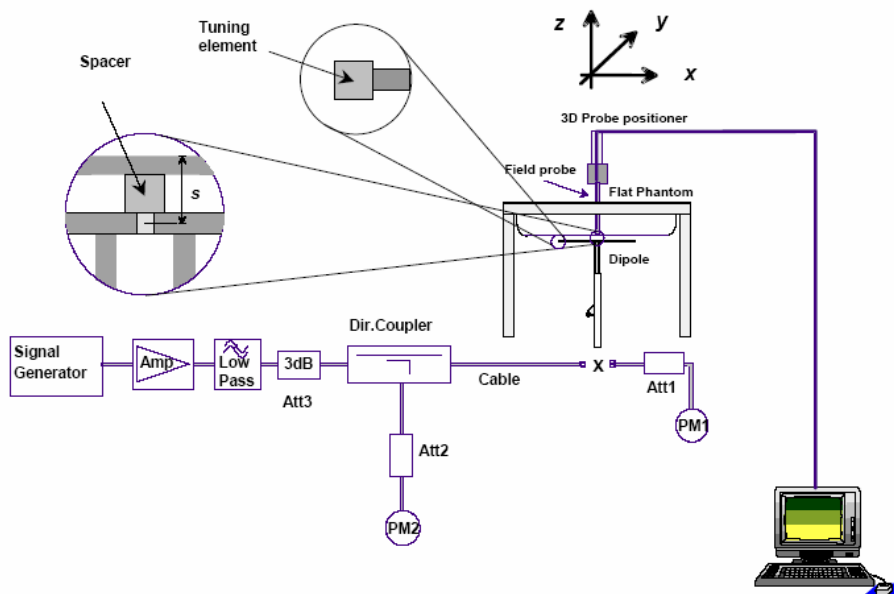 Tuning
element
Spacer
s
z
y
x
3D Probe positioner
Field probe
Flat Phantom
Dipole
Dir.Coupler
Signal
Generator
Amp
Low
Pass
3dB
Att3
Cable
X
Att1
PM1
Att2
PM2